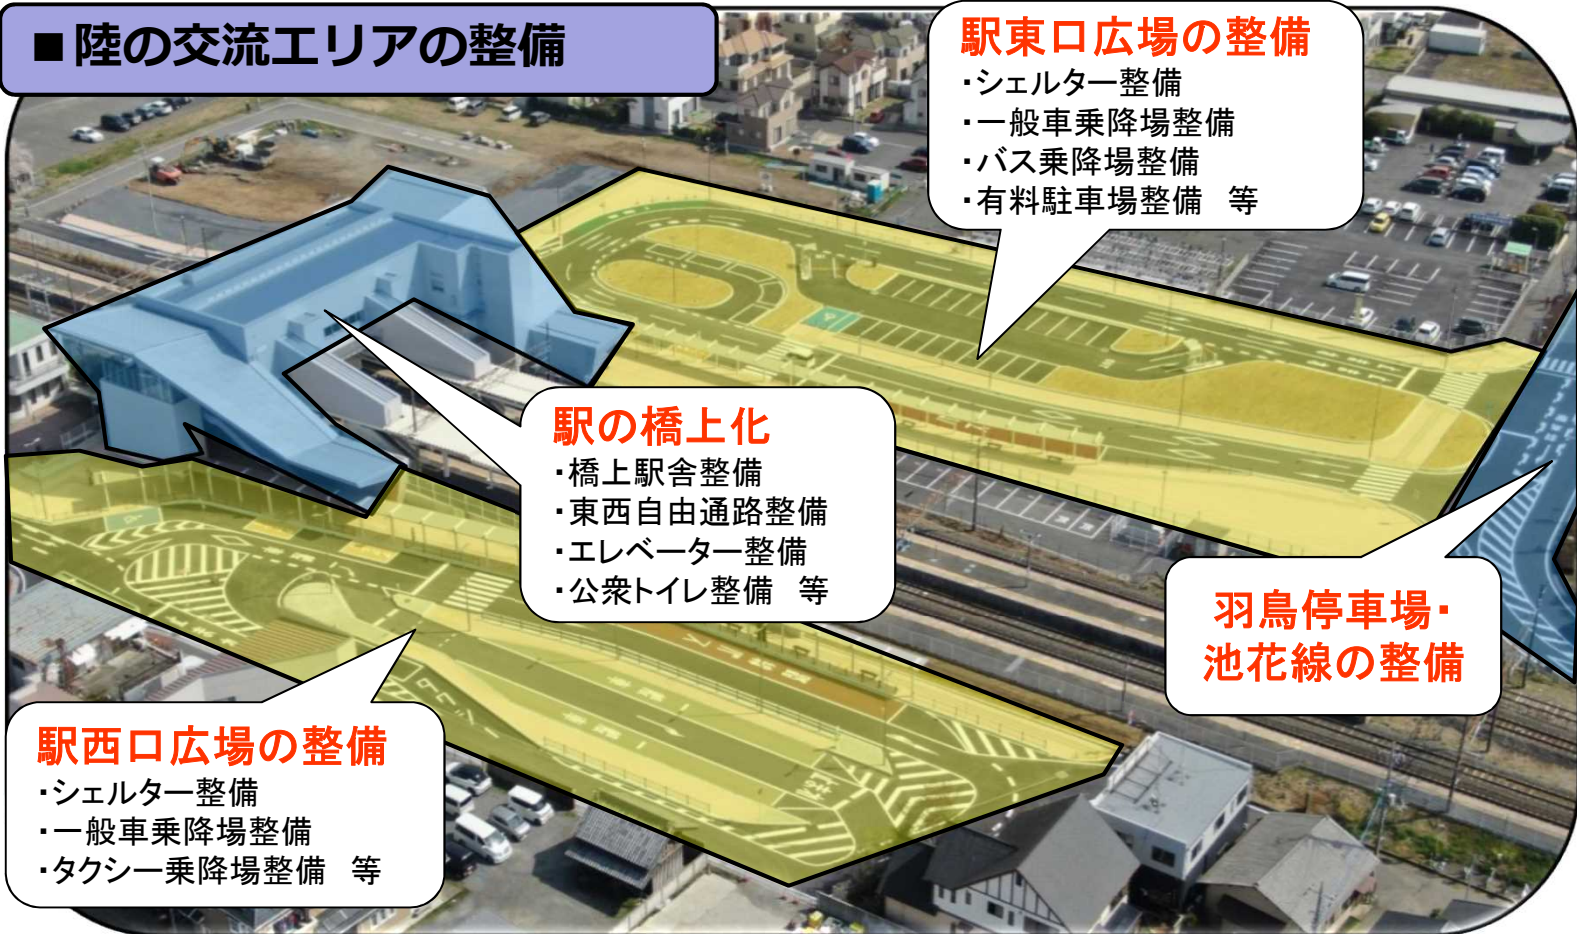 ■陸の交流エリアの整備
駅東口広場の整備
・シェルター整備
・一般車乗降場整備
・バス乗降場整備
・有料駐車場整備　等
駅の橋上化
・橋上駅舎整備
・東西自由通路整備
・エレベーター整備
・公衆トイレ整備　等
羽鳥停車場・
池花線の整備
駅西口広場の整備
・シェルター整備
・一般車乗降場整備
・タクシー乗降場整備　等